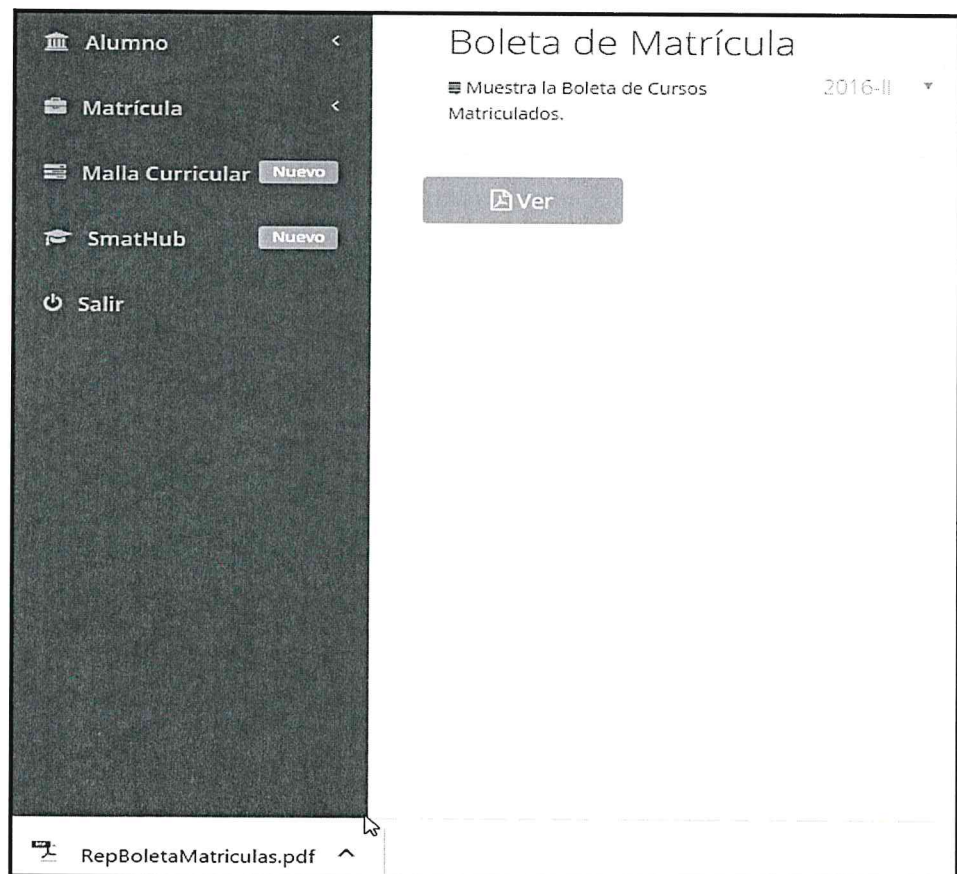 Alumno
Matrícula
Malla Curricular Nuevo
SmatHub Nuevo
Salir
Boleta de Matrícula
Muestra la Boleta de Cursos
Matriculados.
2016-II
Ver
RepBoletaMatriculas.pdf